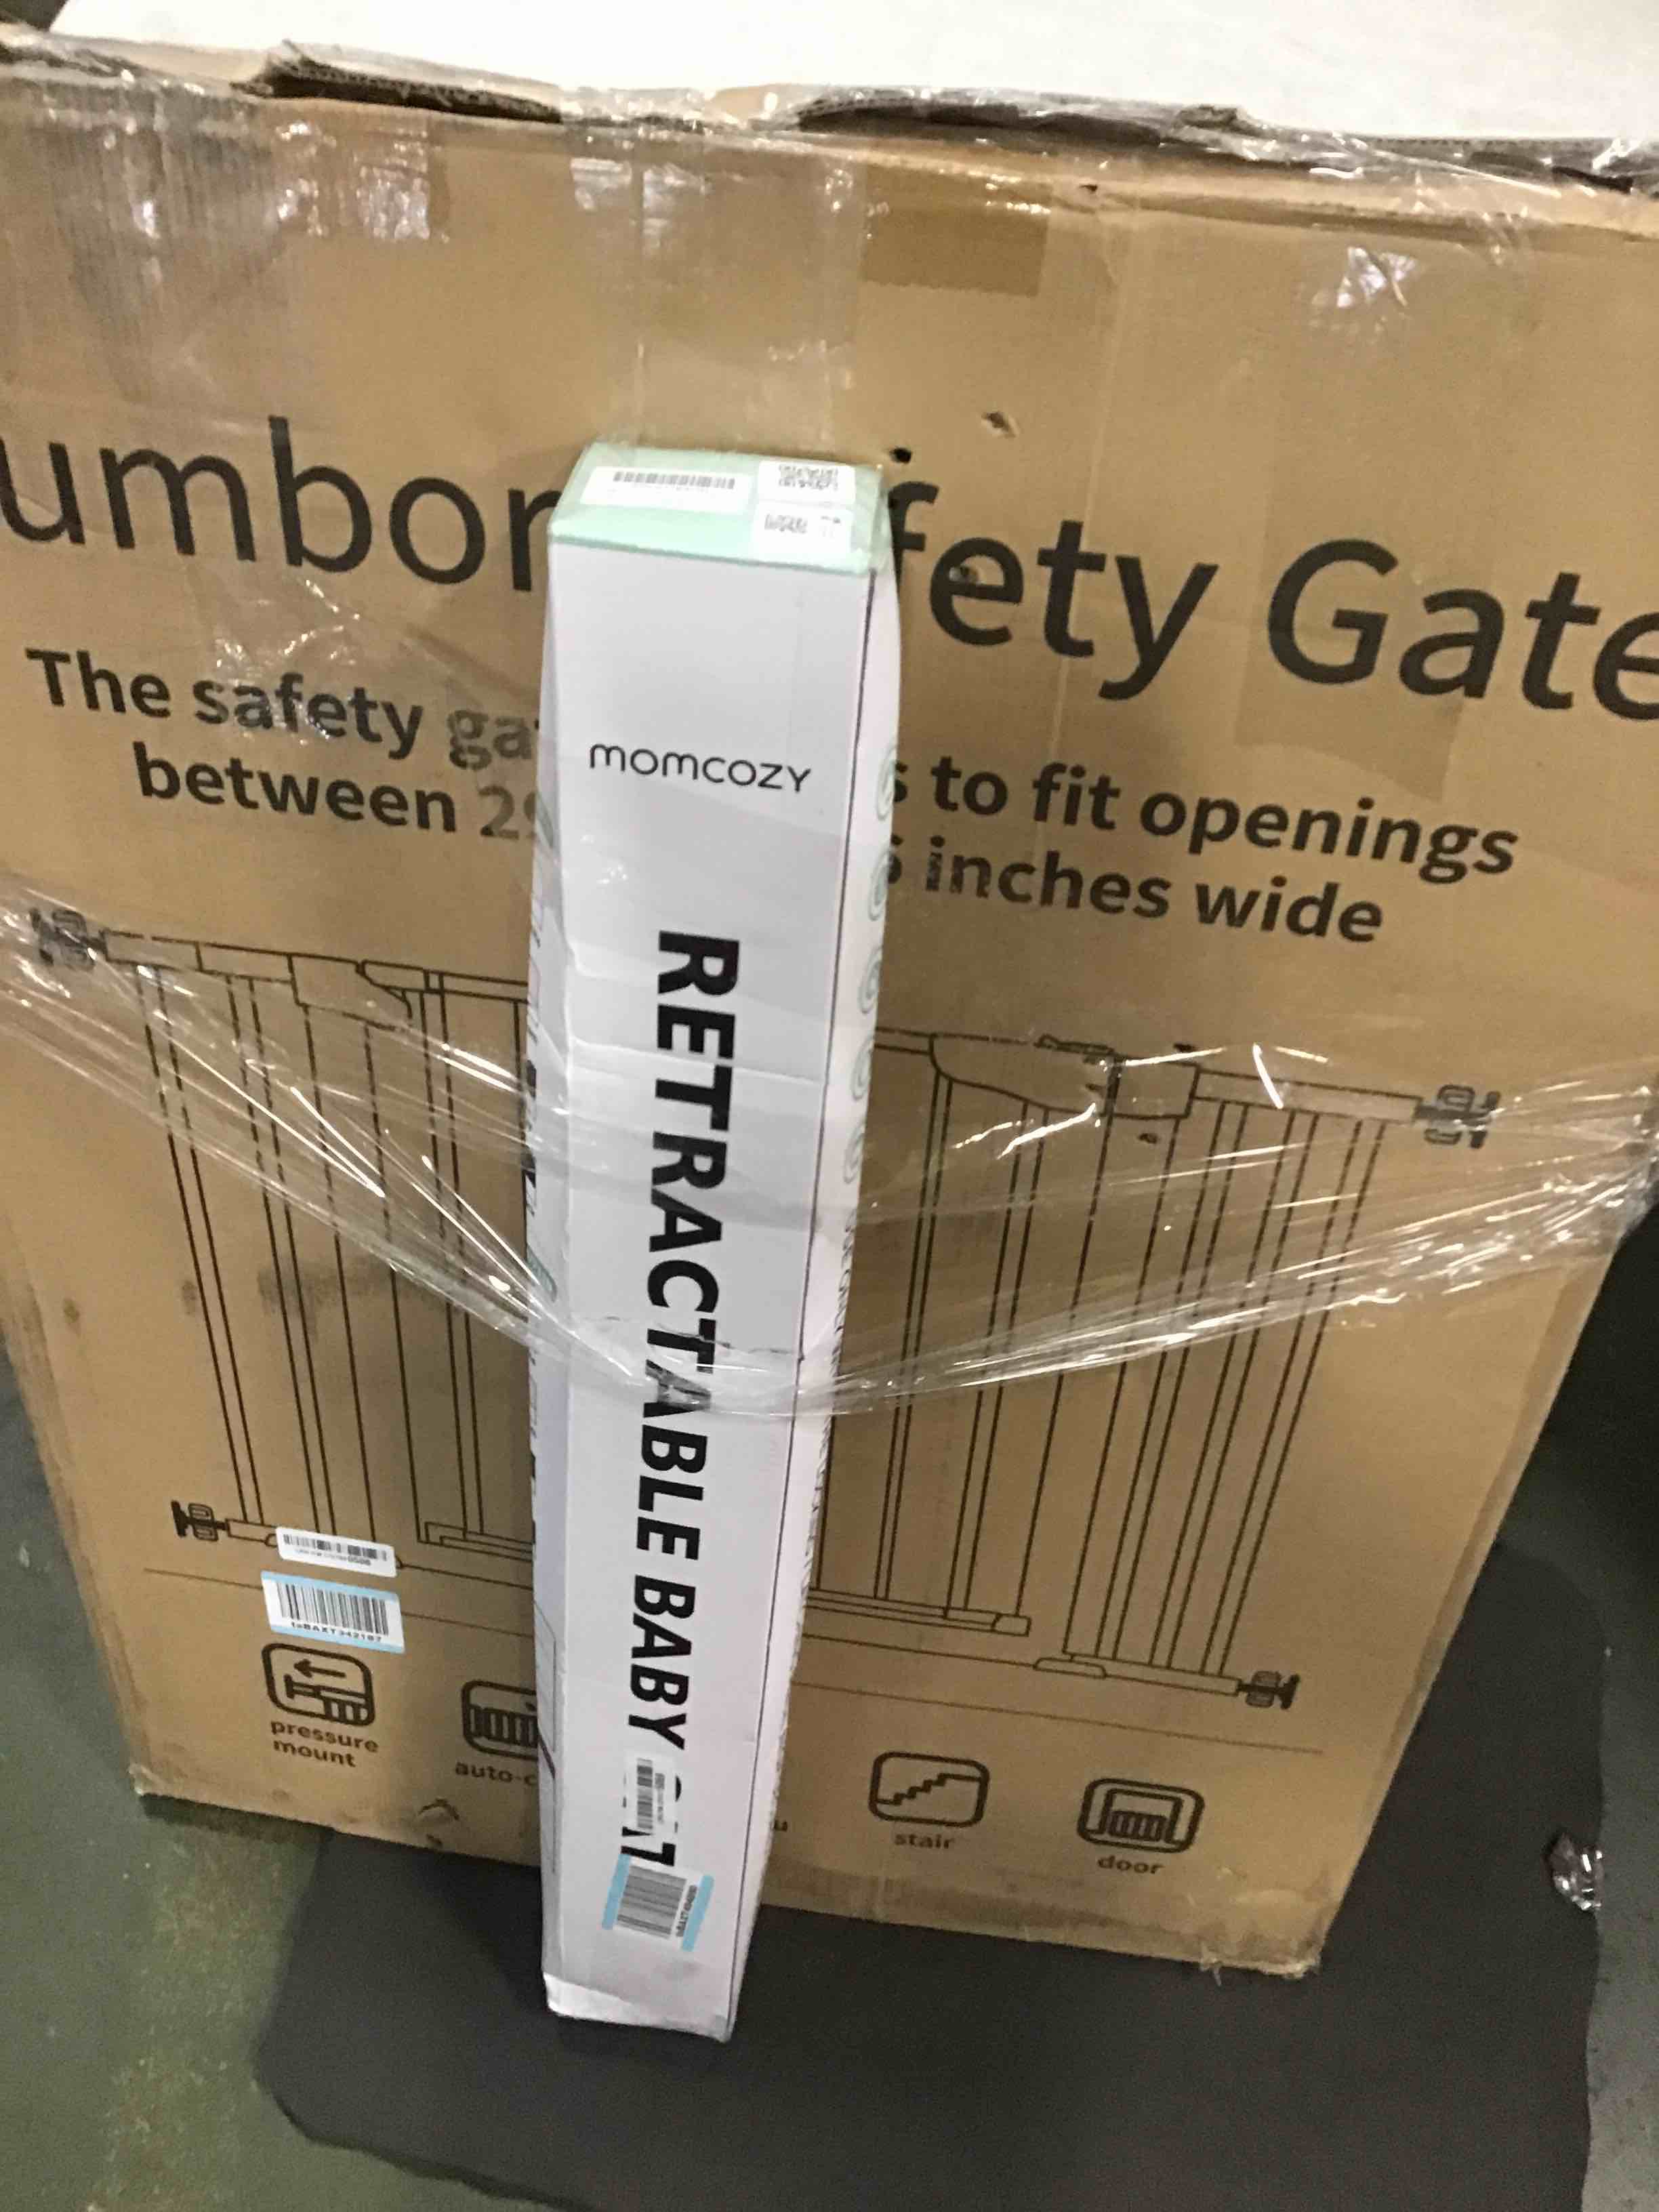 umbor
fety Gate
The safety ga
s to fit openings
between 2
inches wide
momcozy
RETRACTABLE BABY
pressure
mount
auto-c
stair
door